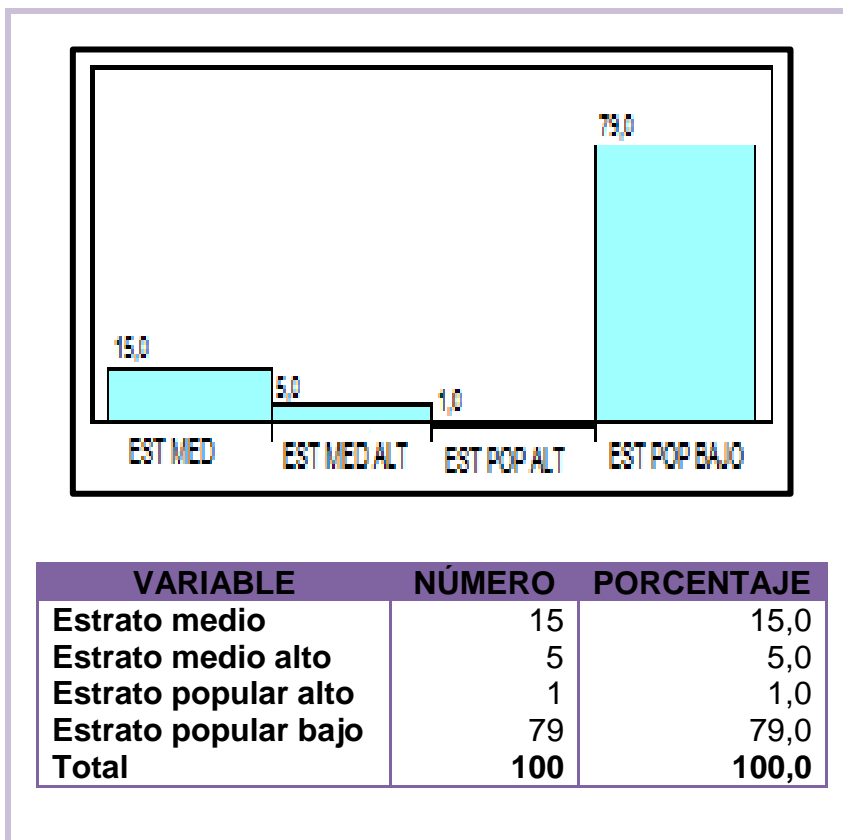 79,0
15,0
5,0
1,0
EST MED EST MED ALT EST POP ALT EST POP BAJO
VARIABLE NÚMERO PORCENTAJE
Estrato medio 15 15,0
Estrato medio alto 5 5,0
Estrato popular alto 1 1,0
Estrato popular bajo 79 79,0
Total 100 100,0